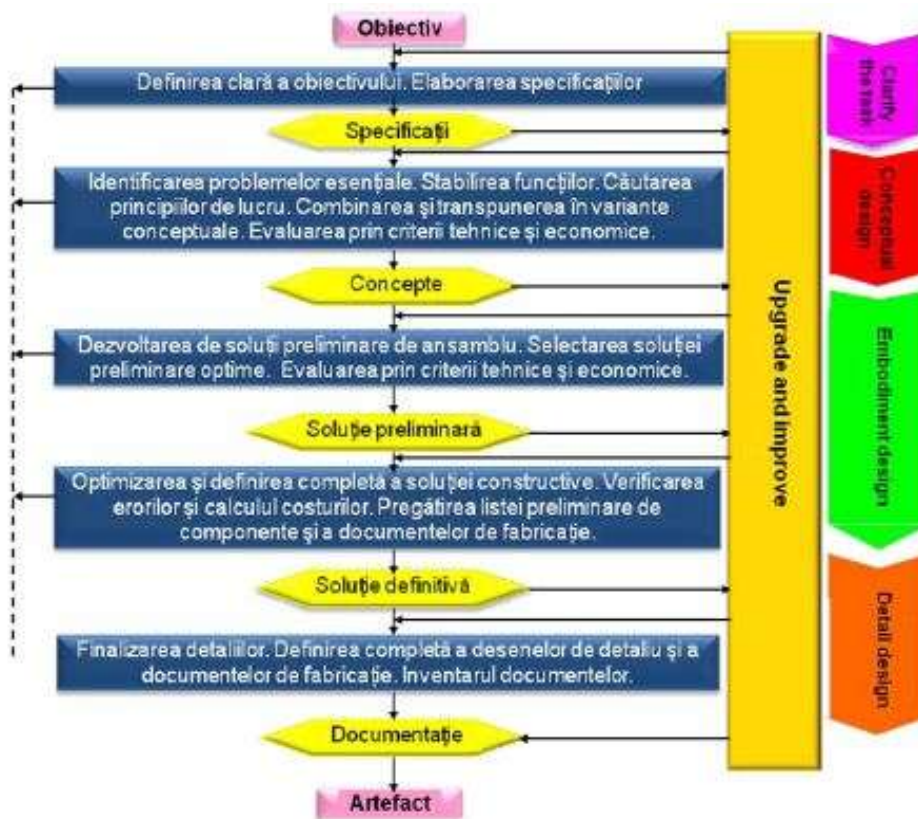 Obiectiv
Definirea clară a obiectivului. Elaborarea specificațiilor
Specificații
Identificarea problemelor esențiale. Stabilirea funcțiilor. Căutarea
principiilor de lucru. Combinarea și transpunerea în variante
conceptuale. Evaluarea prin criterii tehnice și economice.
Concepte
Dezvoltarea de soluții preliminare de ansamblu. Selectarea soluției
preliminare optime. Evaluarea prin criterii tehnice și economice.
Soluție preliminară
Optimizarea și definirea completă a soluției constructive. Verificarea
erorilor și calculul costurilor. Pregătirea listei preliminare de
componente și a documentelor de fabricație.
Soluție definitivă
Finalizarea detaliilor. Definirea completă a desenelor de detaliu și a
documentelor de fabricație. Inventarul documentelor.
Documentație
Artefact
Upgrade and improve
Clarify
the task
Conceptual
design
Embodiment design
Detail design